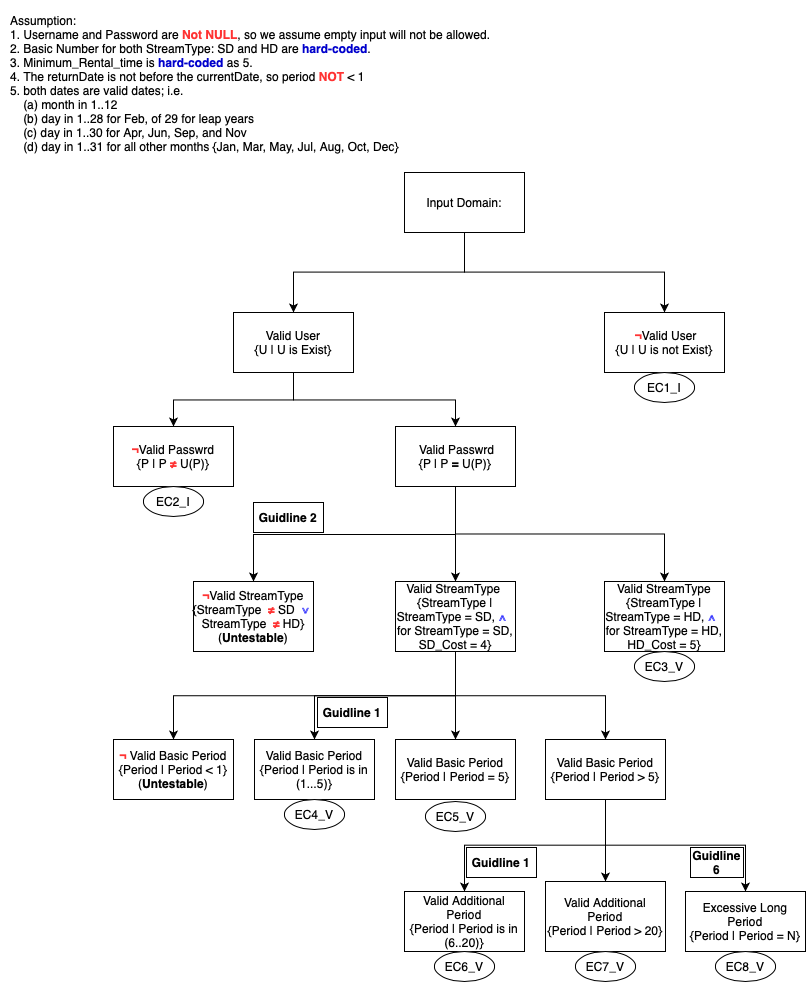 Assumption:
1. Username and Password are Not NULL, so we assume empty input will not be allowed.
2. Basic Number for both StreamType: SD and HD are hard-coded.
3. Minimum_Rental_time is hard-coded as 5.
4. The returnDate is not before the currentDate, so period NOT < 1
5. both dates are valid dates; i.e.
(a) month in 1..12
(b) day in 1..28 for Feb, of 29 for leap years
(c) day in 1..30 for Apr, Jun, Sep, and Nov
(d) day in 1..31 for all other months {Jan, Mar, May, Jul, Aug, Oct, Dec}
Input Domain:
Valid User
{U | U is Exist}
¬Valid User
{U | U is not Exist}
EC1_I
¬Valid Passwrd
{P | P ≠ U(P)}
EC2_I
Valid Passwrd
{P | P = U(P)}
Guidline 2
¬Valid StreamType
{StreamType ≠ SD ∨
StreamType ≠ HD}
(Untestable)
Valid StreamType
{StreamType |
StreamType = SD, ∧
for StreamType = SD,
SD_Cost = 4}
Valid StreamType
{StreamType |
StreamType = HD, ∧
for StreamType = HD,
HD_Cost = 5}
EC3_V
Guidline 1
¬ Valid Basic Period
{Period | Period < 1}
(Untestable)
Valid Basic Period
{Period | Period is in
(1...5)}
EC4_V
Valid Basic Period
{Period | Period = 5}
EC5_V
Valid Basic Period
{Period | Period > 5}
Guidline 1
Guidline
6
Valid Additional
Period
{Period | Period is in
(6..20)}
EC6_V
Valid Additional
Period
{Period | Period > 20}
EC7_V
Excessive Long
Period
{Period | Period = N}
EC8_V